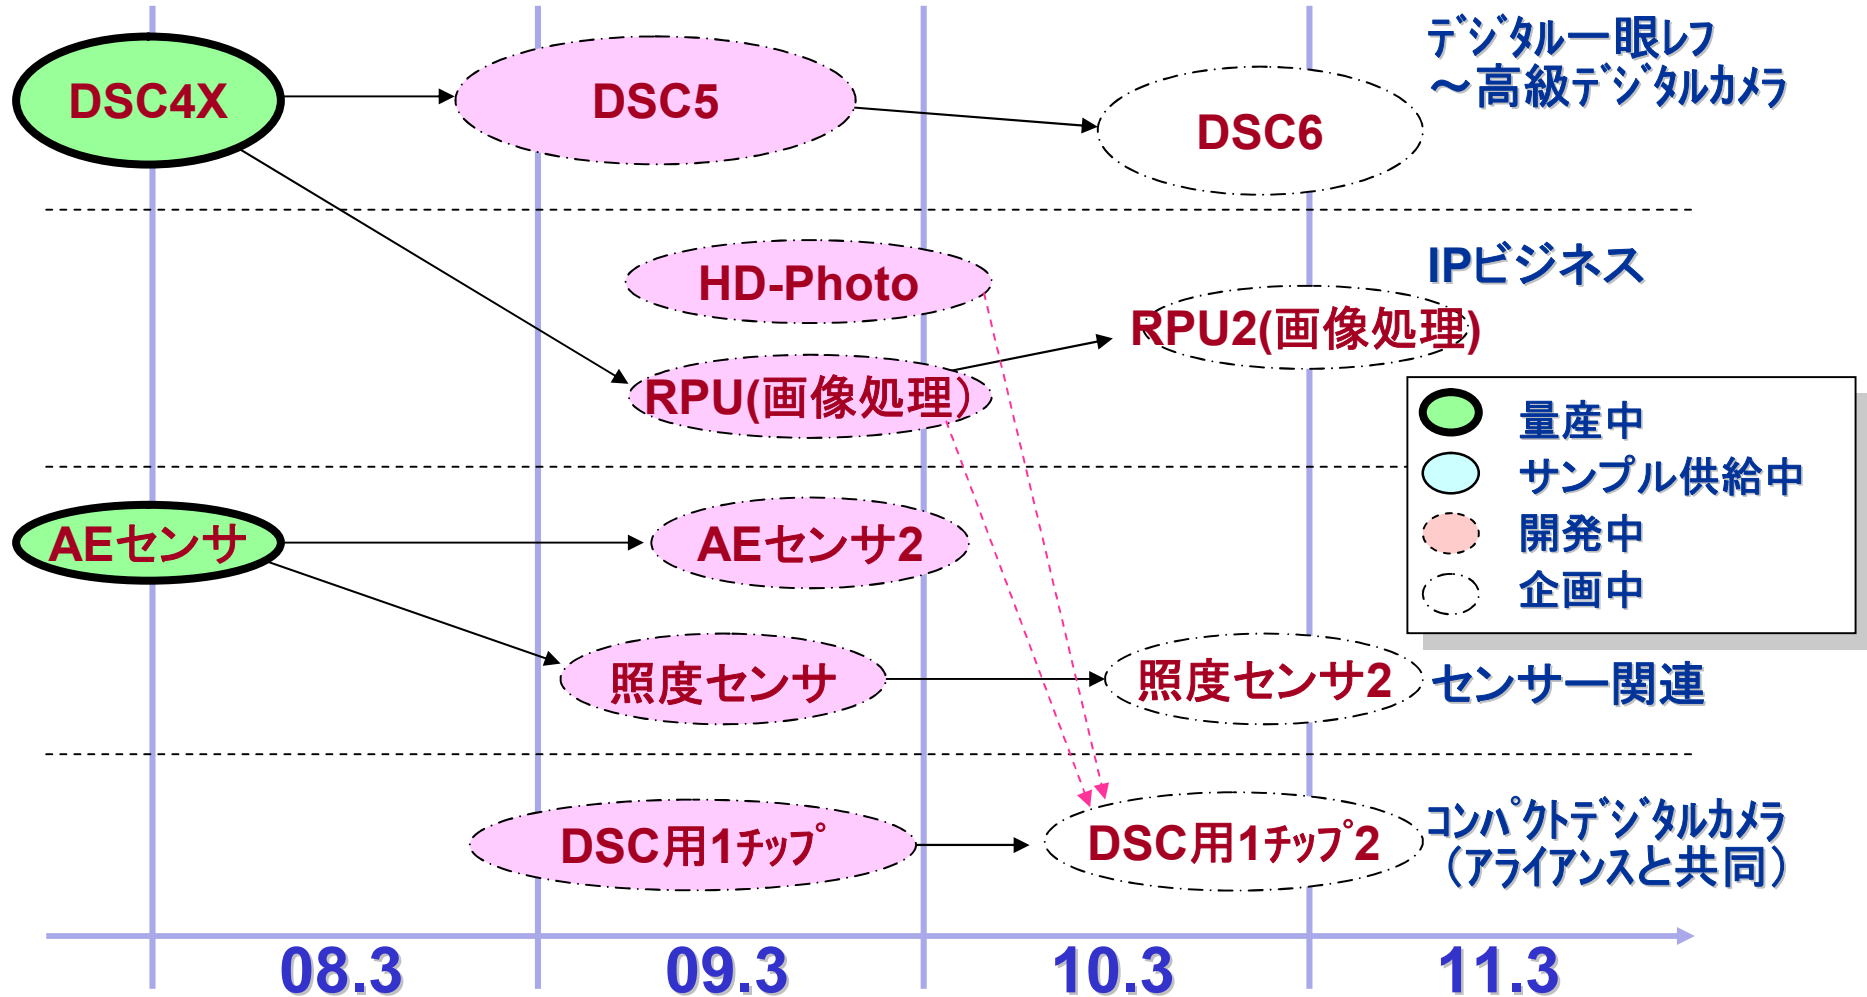 デジタル一眼レフ
～高級デジタルカメラ
DSC4X
DSC5
DSC6
IPビジネス
HD-Photo
RPU2(画像処理)
RPU(画像処理）
量産中
サンプル供給中
開発中
企画中
AEセンサ
AEセンサ2
照度センサ
照度センサ2
センサー関連
DSC用1チップ
DSC用1チップ2
コンパクトデジタルカメラ
（アライアンスと共同）
08.3
09.3
10.3
11.3